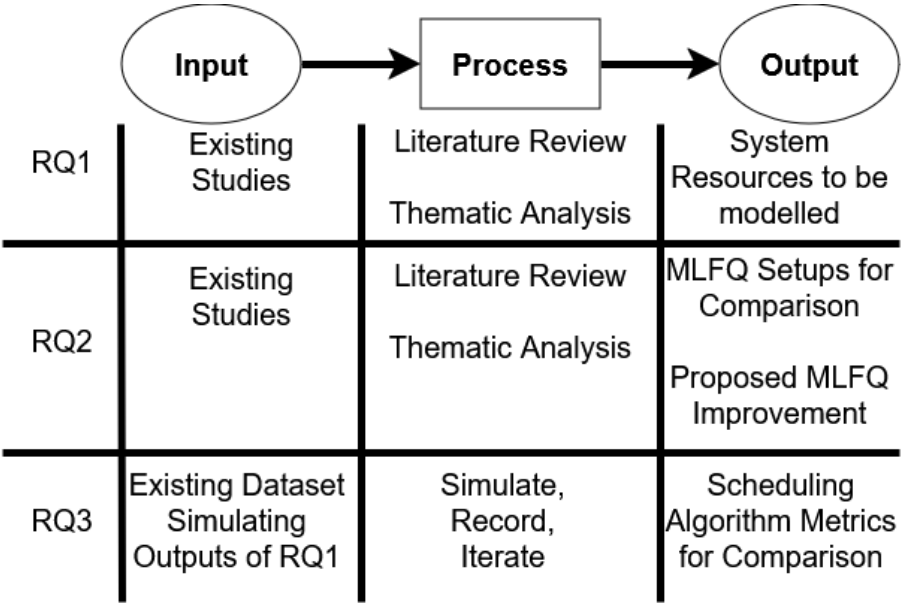 Input
Process
Output
RQ1
Existing
Studies
Literature Review
Thematic Analysis
System
Resources to be
modelled
RQ2
Existing
Studies
Literature Review
Thematic Analysis
MLFQ Setups for
Comparison
Proposed MLFQ
Improvement
RQ3
Existing Dataset
Simulating
Outputs of RQ1
Simulate,
Record,
Iterate
Scheduling
Algorithm Metrics
for Comparison